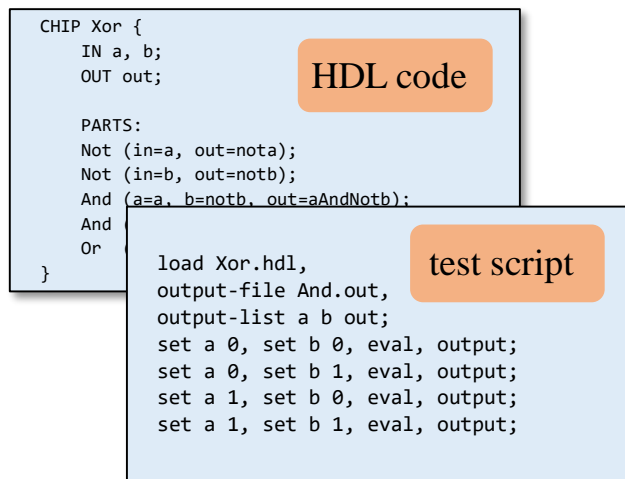 CHIP Xor {
IN a, b;
OUT out;
HDL code
PARTS:
Not (in=a, out=nota);
Not (in=b, out=notb);
And (a=a, b=notb, out=aAndNotb);
And (
Or (
}
test script
load Xor.hdl,
output-file And.out,
output-list a b out;
set a 0, set b 0, eval, output;
set a 0, set b 1, eval, output;
set a 1, set b 0, eval, output;
set a 1, set b 1, eval, output;